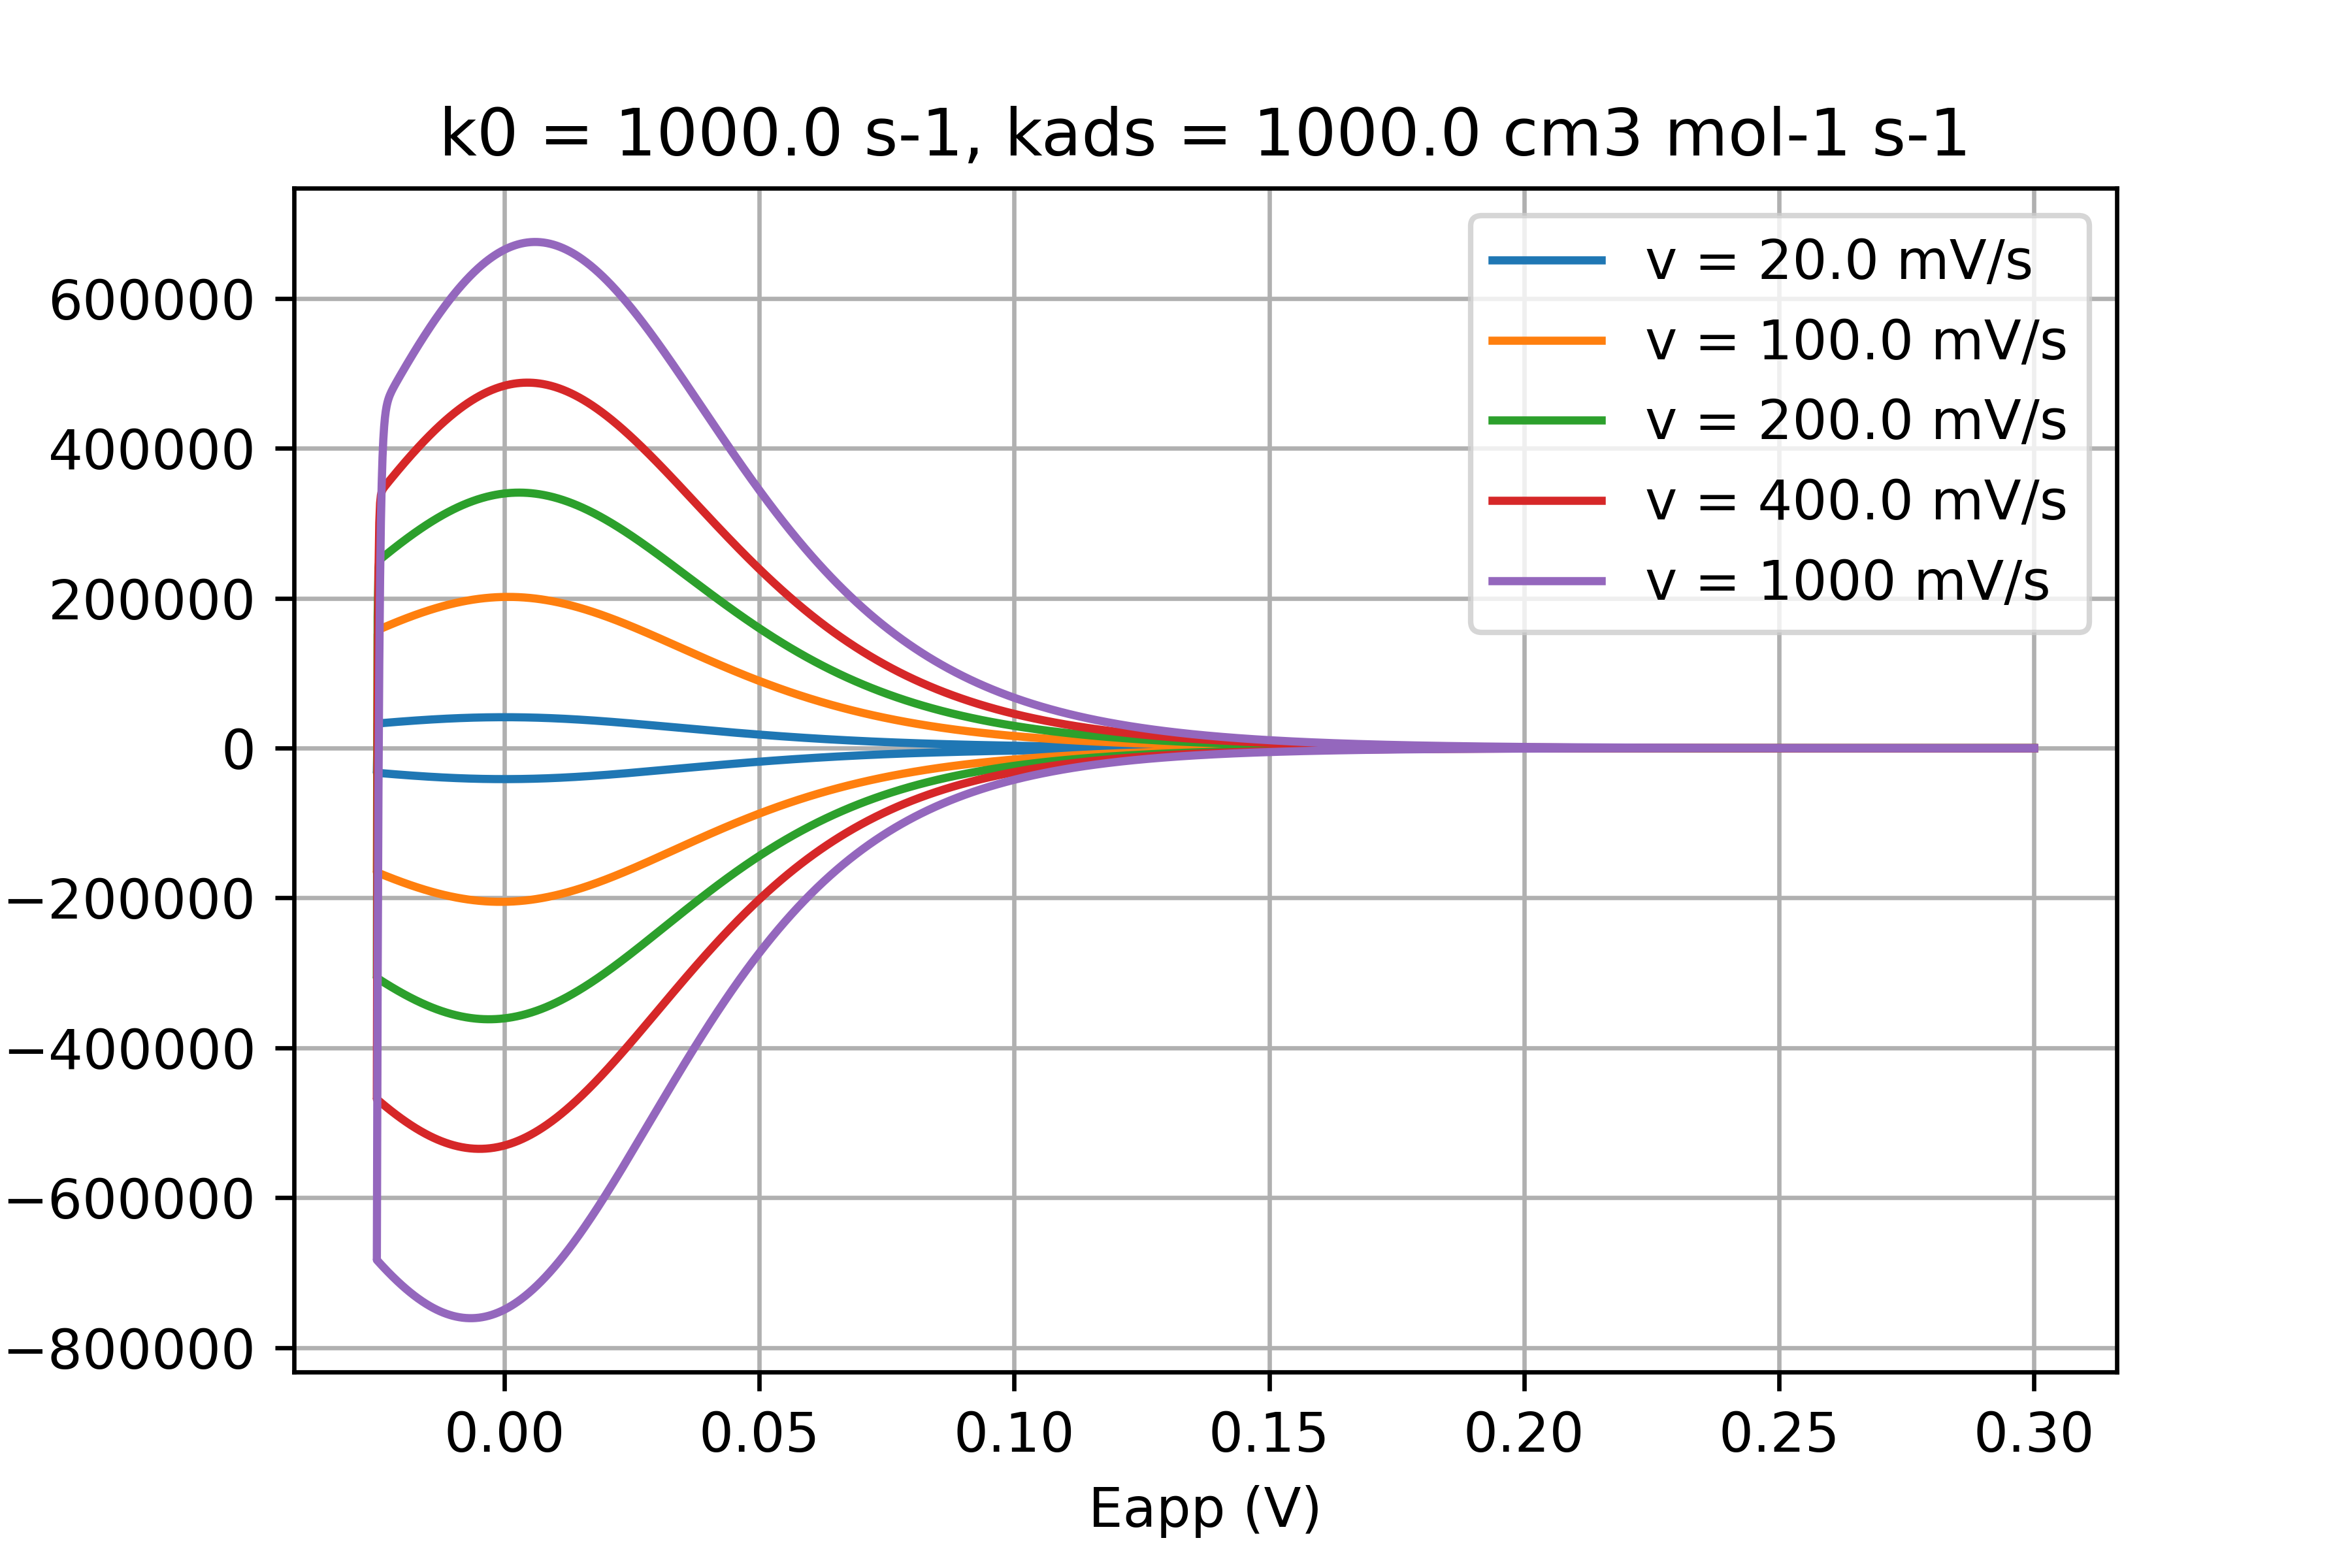 k0 = 1000.0 s-1, kads = 1000.0 cm3 mol-1 s-1
v = 20.0 mV/s
v = 100.0 mV/s
v = 200.0 mV/s
v = 400.0 mV/s
v = 1000 mV/s
600000
400000
200000
0
−200000
−400000
−600000
−800000
0.00 0.05 0.10 0.15 0.20 0.25 0.30
Eapp (V)